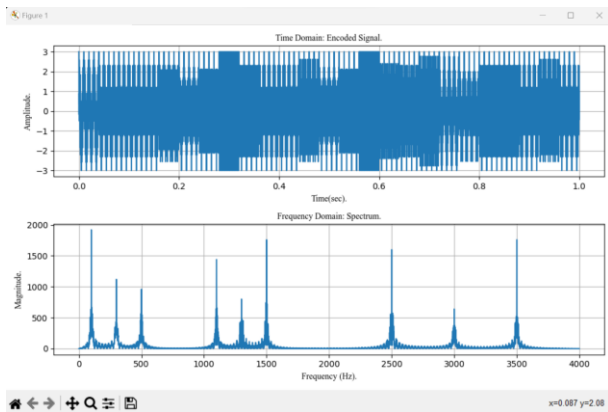 Figure 1
Time Domain: Encoded Signal.
3
2
1
0
−1
−2
−3
Amplitude.
0.0 0.2 0.4 0.6 0.8 1.0
Time(sec).
Frequency Domain: Spectrum.
2000
1500
1000
500
0
Magnitude.
0 500 1000 1500 2000 2500 3000 3500 4000
Frequency (Hz).
x=0.087 y=2.08